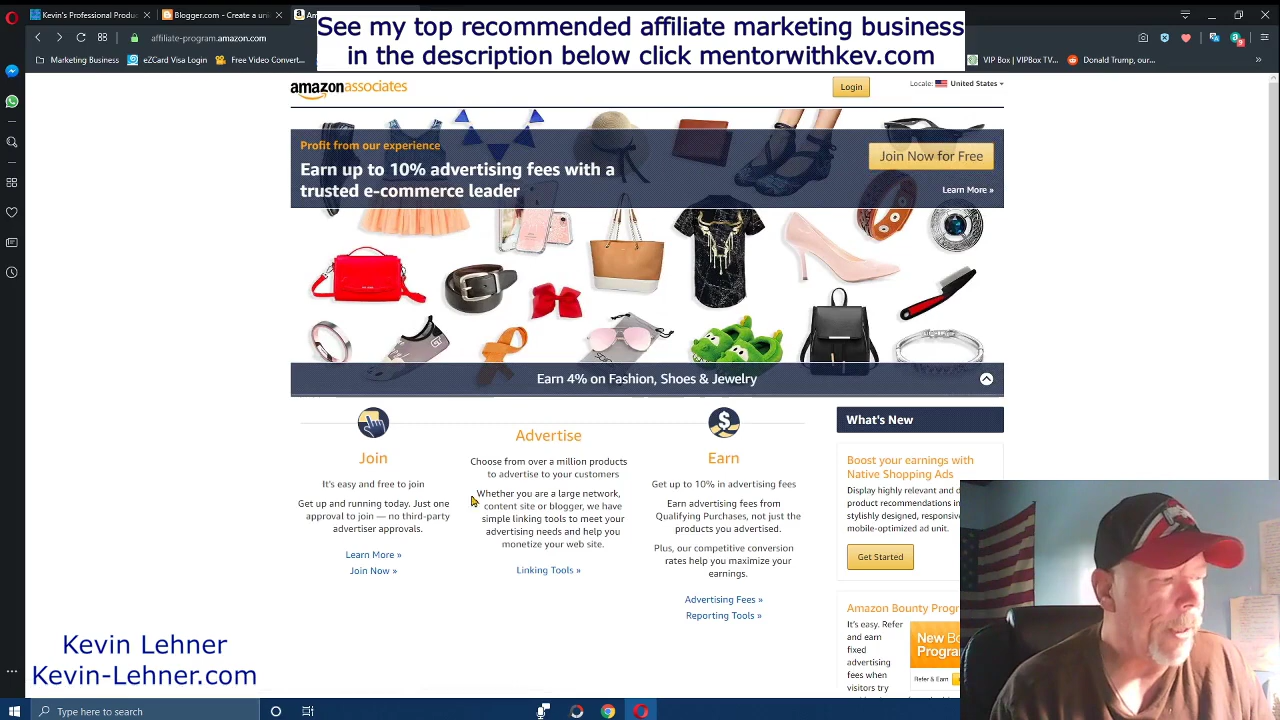 See my top recommended affiliate marketing business
in the description below click mentorwithkev.com
Blogger.com -
affiliate-program.amazon.com
Marketing Business
eZCard Visa Login
Free Video Convert...
VIP Box | VIPBox TV...
Donald Trump, our...
amazonassociates
Login
Locale: United States
Profit from our experience
Earn up to 10% advertising fees with a
trusted e-commerce leader
Join Now for Free
Learn More »
Earn 4% on Fashion, Shoes & Jewelry
Join
It's easy and free to join
Get up and running today. Just one
approval to join — no third-party
advertiser approvals.
Learn More »
Join Now »
Advertise
Choose from over a million products
to advertise to your customers
Whether you are a large network,
content site or blogger, we have
simple linking tools to meet your
advertising needs and help you
monetize your web site.
Linking Tools »
Earn
Get up to 10% in advertising fees
Earn advertising fees from
Qualifying Purchases, not just the
products you advertised.
Plus, our competitive conversion
rates help you maximize your
earnings.
Advertising Fees »
Reporting Tools »
What's New
Boost your earnings with
Native Shopping Ads
Display highly relevant and d
product recommendations in
stylishly designed, responsive
mobile-optimized ad unit.
Get Started
Amazon Bounty Progr
It's easy. Refer
and earn
fixed
advertising
fees when
visitors try
New Bo
Progra
Refer & Earn
Kevin Lehner
Kevin-Lehner.com
Type here to search